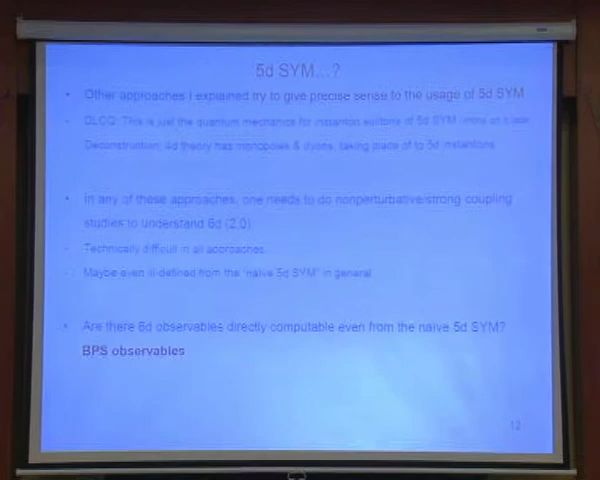 5d SYM...?
• Other approaches I explained try to give precise sense to the usage of 5d SYM
- DLCQ: This is just the quantum mechanics for instanton solitons of 5d SYM
- Deconstruction: 4d theory has monopoles & dyons, taking place of to 5d instantons
• In any of these approaches, one needs to do nonperturbative/strong coupling
studies to understand 6d (2,0)
- Technically difficult in all approaches.
- Maybe even ill-defined from the "naive 5d SYM" in general
• Are there 6d observables directly computable even from the naive 5d SYM?
BPS observables
12